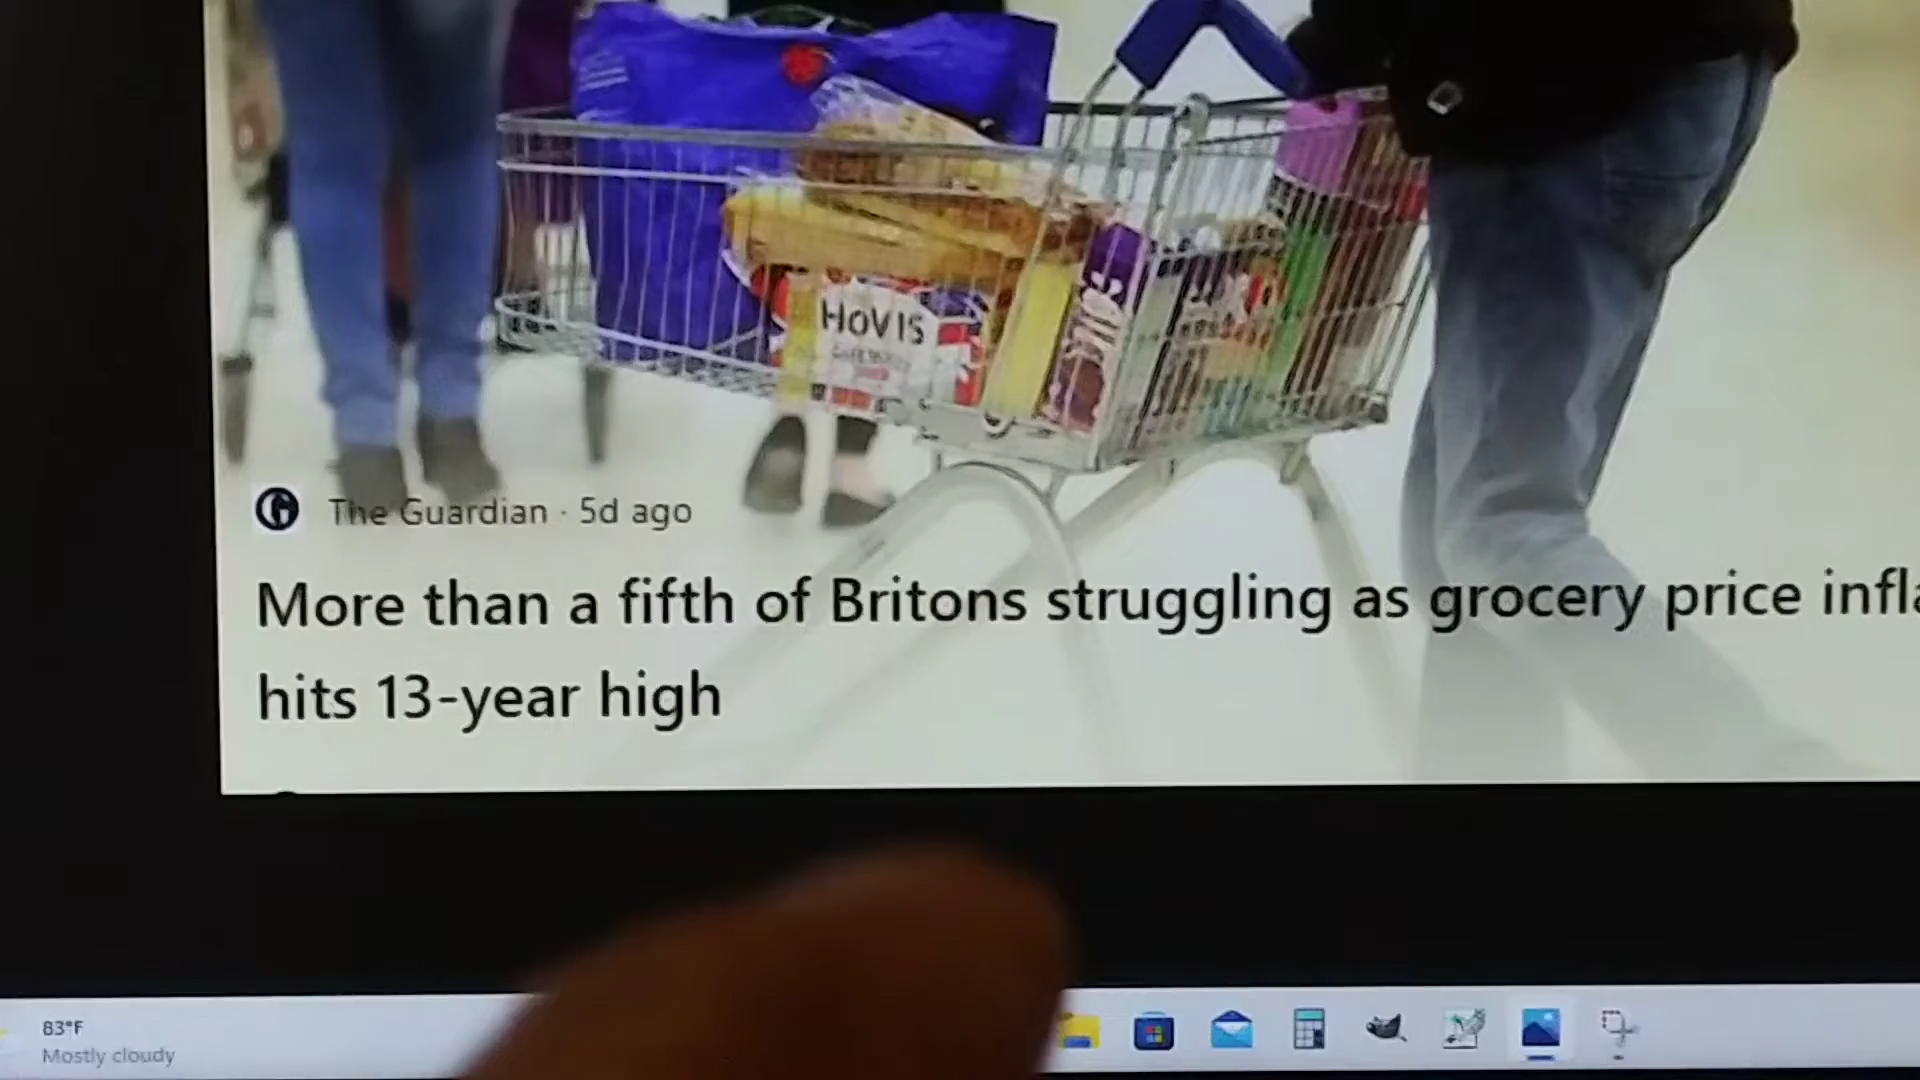 HOVIS
The Guardian · 5d ago
More than a fifth of Britons struggling as grocery price infla
hits 13-year high
83°F
Mostly cloudy